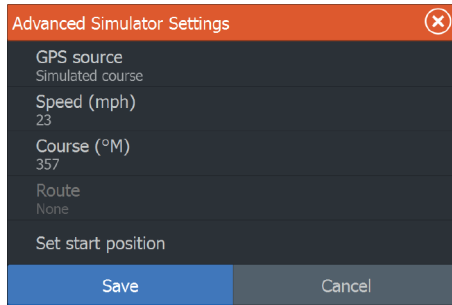 Advanced Simulator Settings
GPS source
Simulated course
Speed (mph)
23
Course (°M)
357
Route
None
Set start position
Save
Cancel